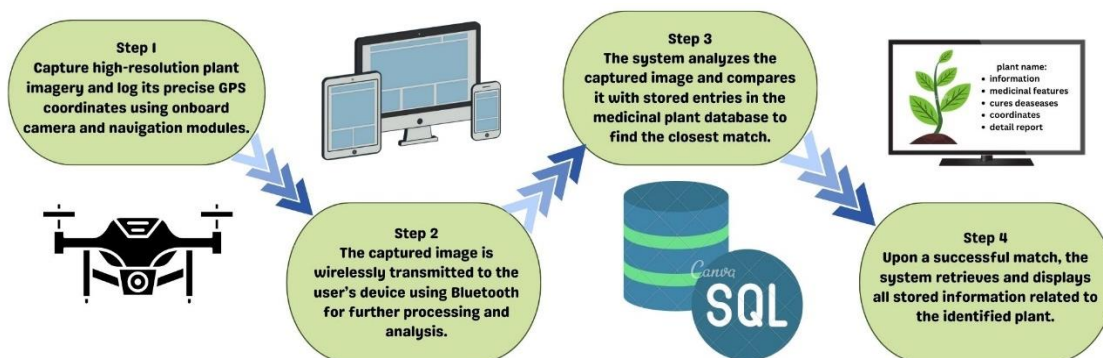 Step 1
Capture high-resolution plant
imagery and log its precise GPS
coordinates using onboard
camera and navigation modules.
Step 2
The captured image is
wirelessly transmitted to the
user's device using Bluetooth
for further processing and
analysis.
Step 3
The system analyzes the
captured image and compares
it with stored entries in the
medicinal plant database to
find the closest match.
Canva
SQL
plant name:
• information
• medicinal features
• cures deaseases
• coordinates
• detail report
Step 4
Upon a successful match, the
system retrieves and displays
all stored information related to
the identified plant.